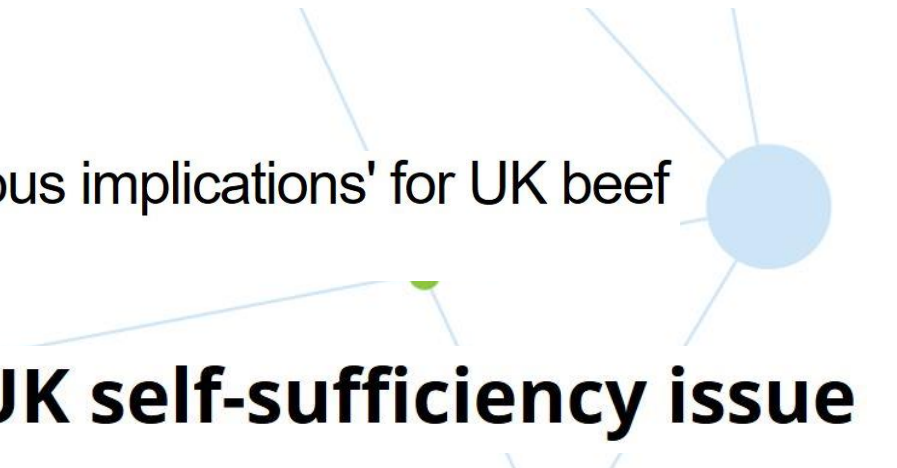 ous implications' for UK beef
UK self-sufficiency issue